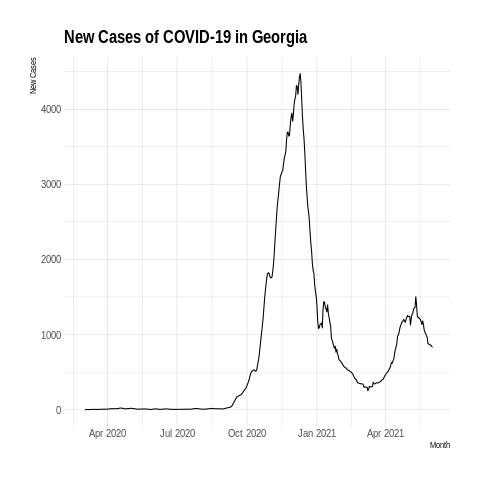 New Cases of COVID-19 in Georgia
New Cases
4000
3000
2000
1000
0
Apr 2020 Jul 2020 Oct 2020 Jan 2021 Apr 2021
Month